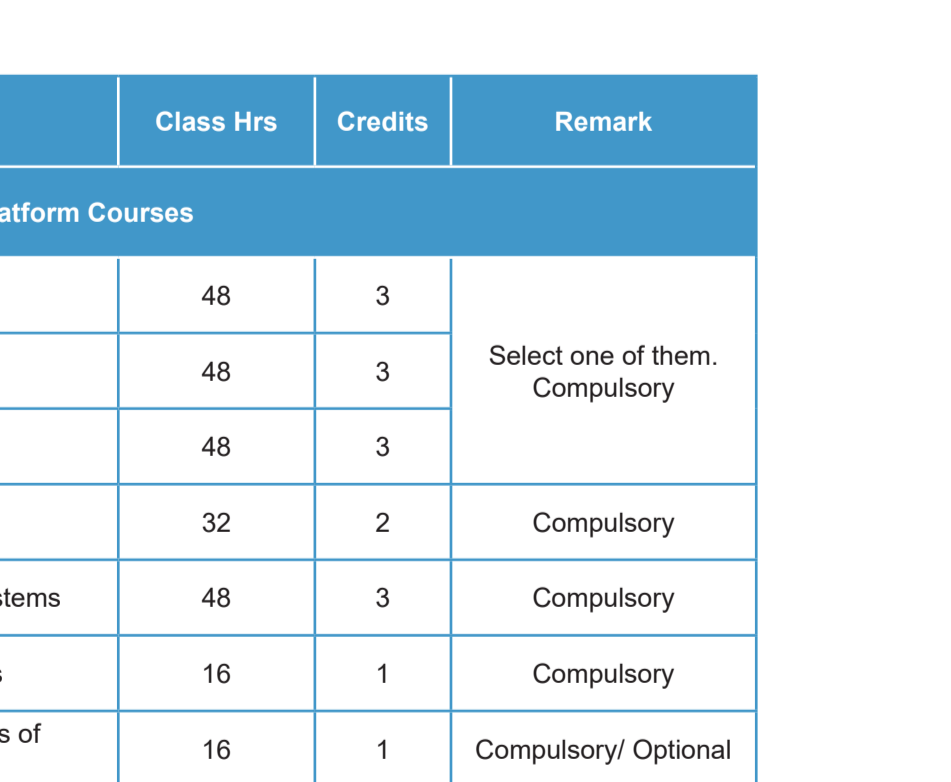 Class Hrs Credits Remark
atform Courses
48 3
Select one of them.
48 3
Compulsory
48 3
32 2 Compulsory
stems 48 3 Compulsory
s 16 1 Compulsory
s of
16 1 Compulsory/ Optional